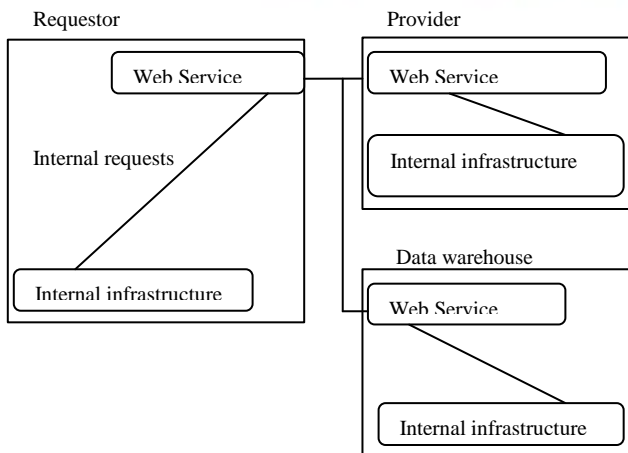 Requestor
Web Service
Internal requests
Internal infrastructure
Provider
Web Service
Internal infrastructure
Data warehouse
Web Service
Internal infrastructure